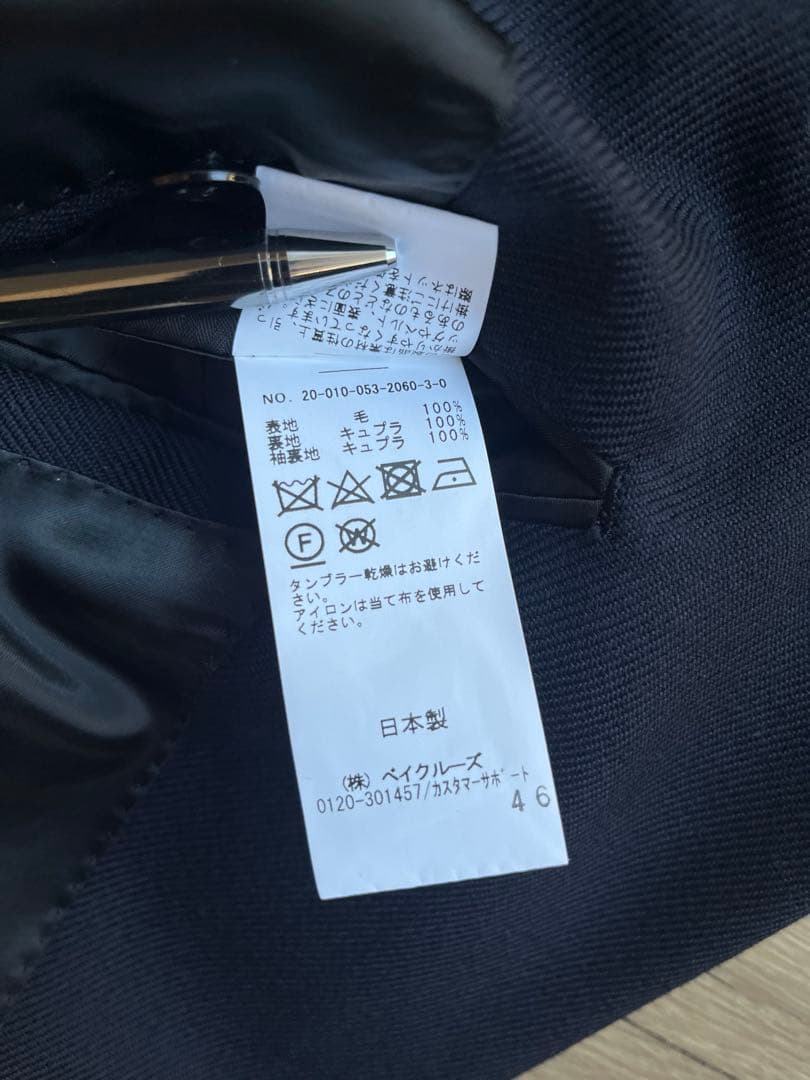 NO. 20-010-053-2060-3-0
表地 毛 100%
裏地 キュプラ 100%
袖裏地 キュプラ 100%
F W
タンブラー乾燥はお避けくだ
さい。
アイロンは当て布を使用して
ください。
日本製
(株) ベイクルーズ
0120-301457/カスタマーサポート
46